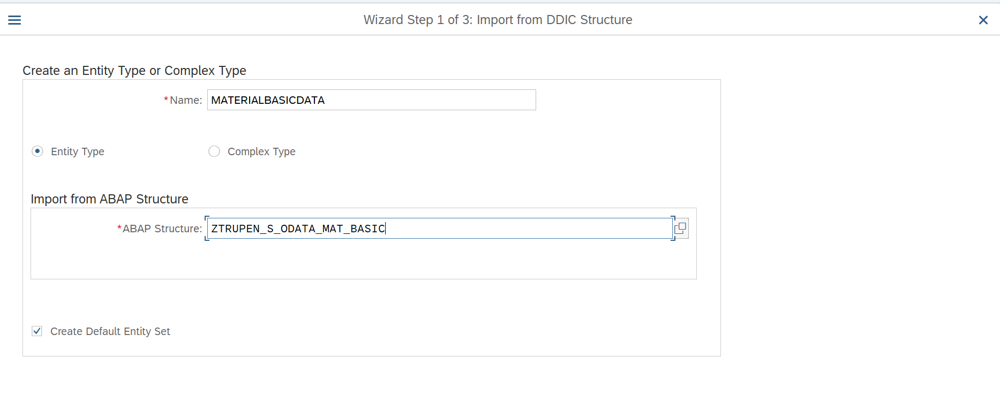 Wizard Step 1 of 3: Import from DDIC Structure
Create an Entity Type or Complex Type
*Name: MATERIALBASICDATA
Entity Type Complex Type
Import from ABAP Structure
*ABAP Structure: ZTRUPEN_S_ODATA_MAT_BASIC
Create Default Entity Set